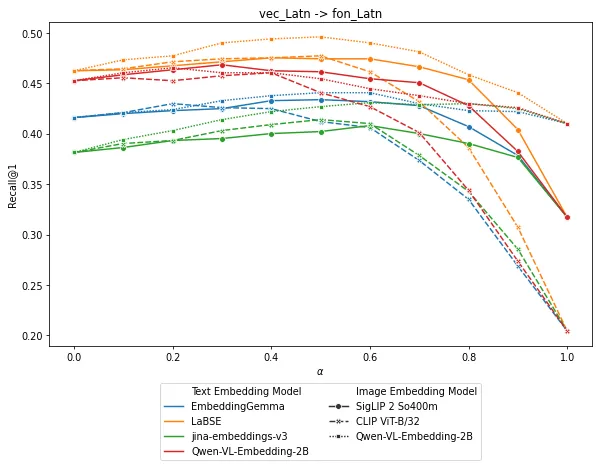 vec_Latn -> fon_Latn
0.50
0.45
0.40
0.35
0.30
0.25
0.20
Recall@1
0.0 0.2 0.4 0.6 0.8 1.0
α
Text Embedding Model Image Embedding Model
EmbeddingGemma SigLIP 2 So400m
LaBSE CLIP ViT-B/32
jina-embeddings-v3 Qwen-VL-Embedding-2B
Qwen-VL-Embedding-2B